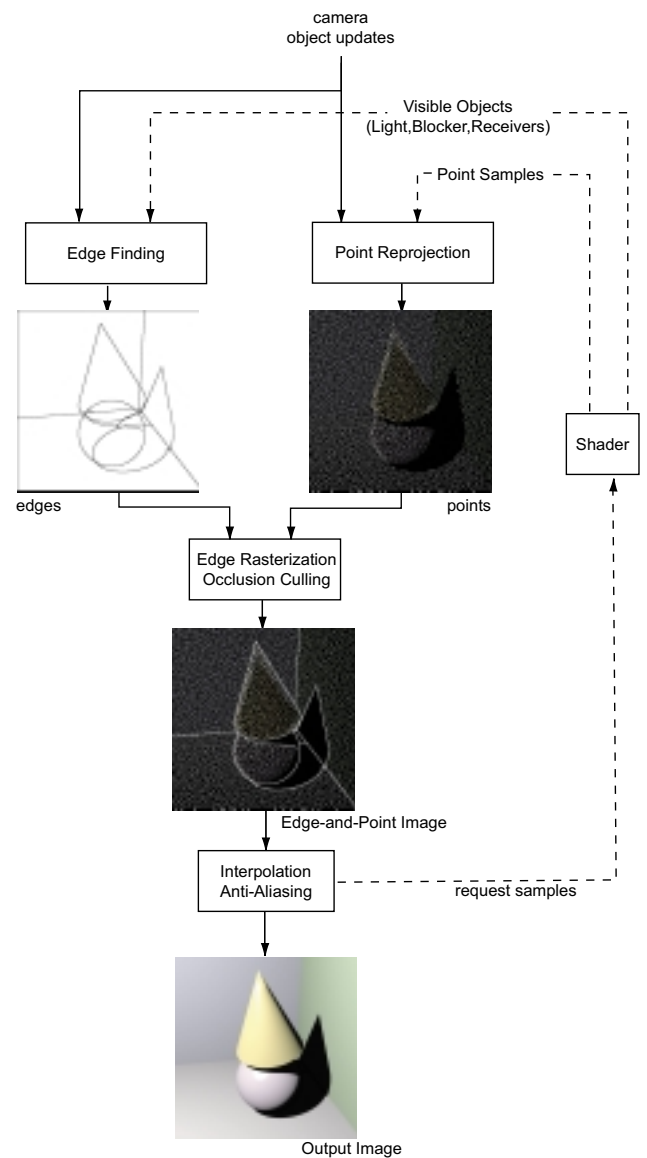 camera
object updates
Visible Objects
(Light,Blocker,Receivers)
Point Samples
Edge Finding
Point Reprojection
Shader
edges
points
Edge Rasterization
Occlusion Culling
Edge-and-Point Image
Interpolation
Anti-Aliasing
request samples
Output Image